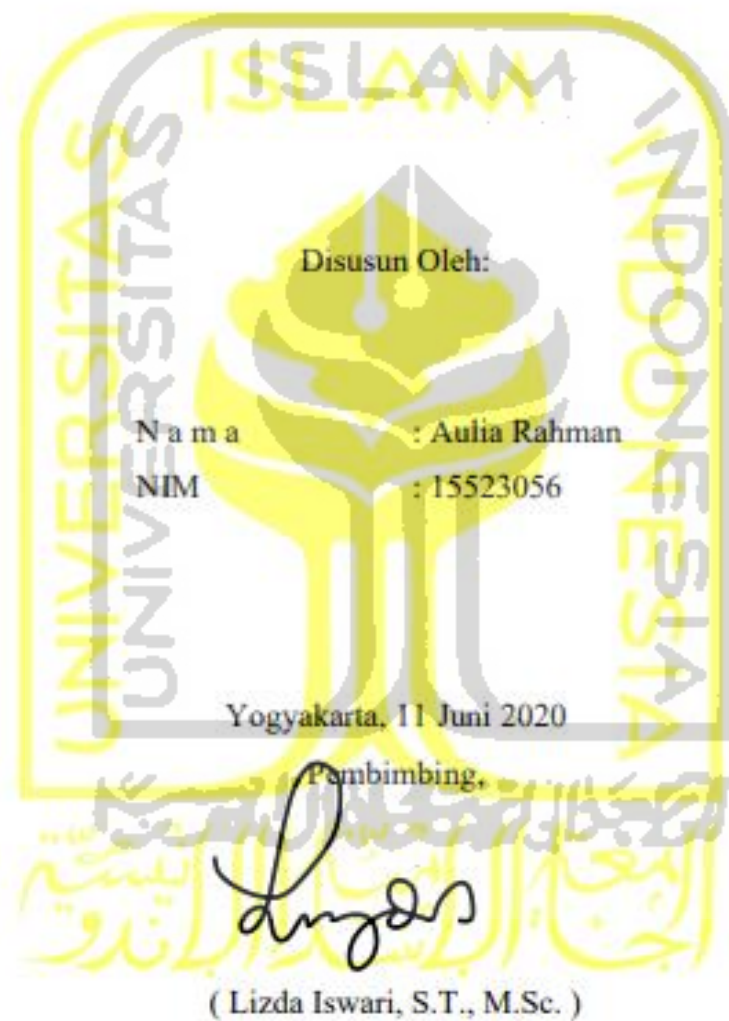 ISLAM
UNIVERSITAS
INDONESIA
Disusun Oleh:
N a m a : Aulia Rahman
NIM : 15523056
Yogyakarta, 11 Juni 2020
Pembimbing,
( Lizda Iswari, S.T., M.Sc. )